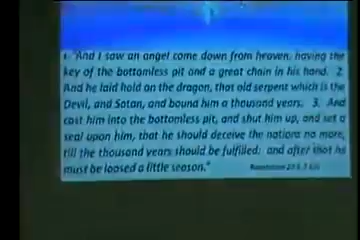 1 "And I saw an angel come down from heaven, having the
key of the bottomless pit and a great chain in his hand. 2
And he laid hold on the dragon, that old serpent which is the
Devil, and Satan, and bound him a thousand years. 3. And
cast him into the bottomless pit, and shut him up, and set a
seal upon him, that he should deceive the nations no more,
till the thousand years should be fulfilled: and after that he
must be loosed a little season."